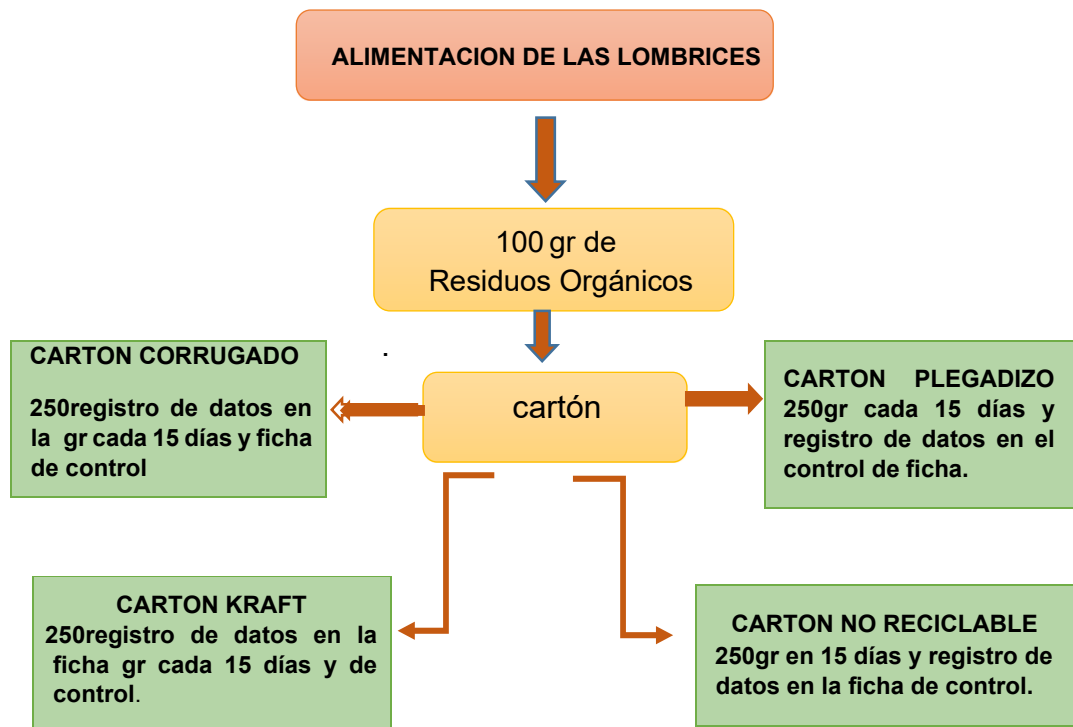 ALIMENTACION DE LAS LOMBRICES
100 gr de
Residuos Orgánicos
.
CARTON CORRUGADO
250registro de datos en
la gr cada 15 días y ficha
de control
cartón
CARTON PLEGADIZO
250gr cada 15 días y
registro de datos en el
control de ficha.
CARTON KRAFT
250registro de datos en la
ficha gr cada 15 días y de
control.
CARTON NO RECICLABLE
250gr en 15 días y registro de
datos en la ficha de control.